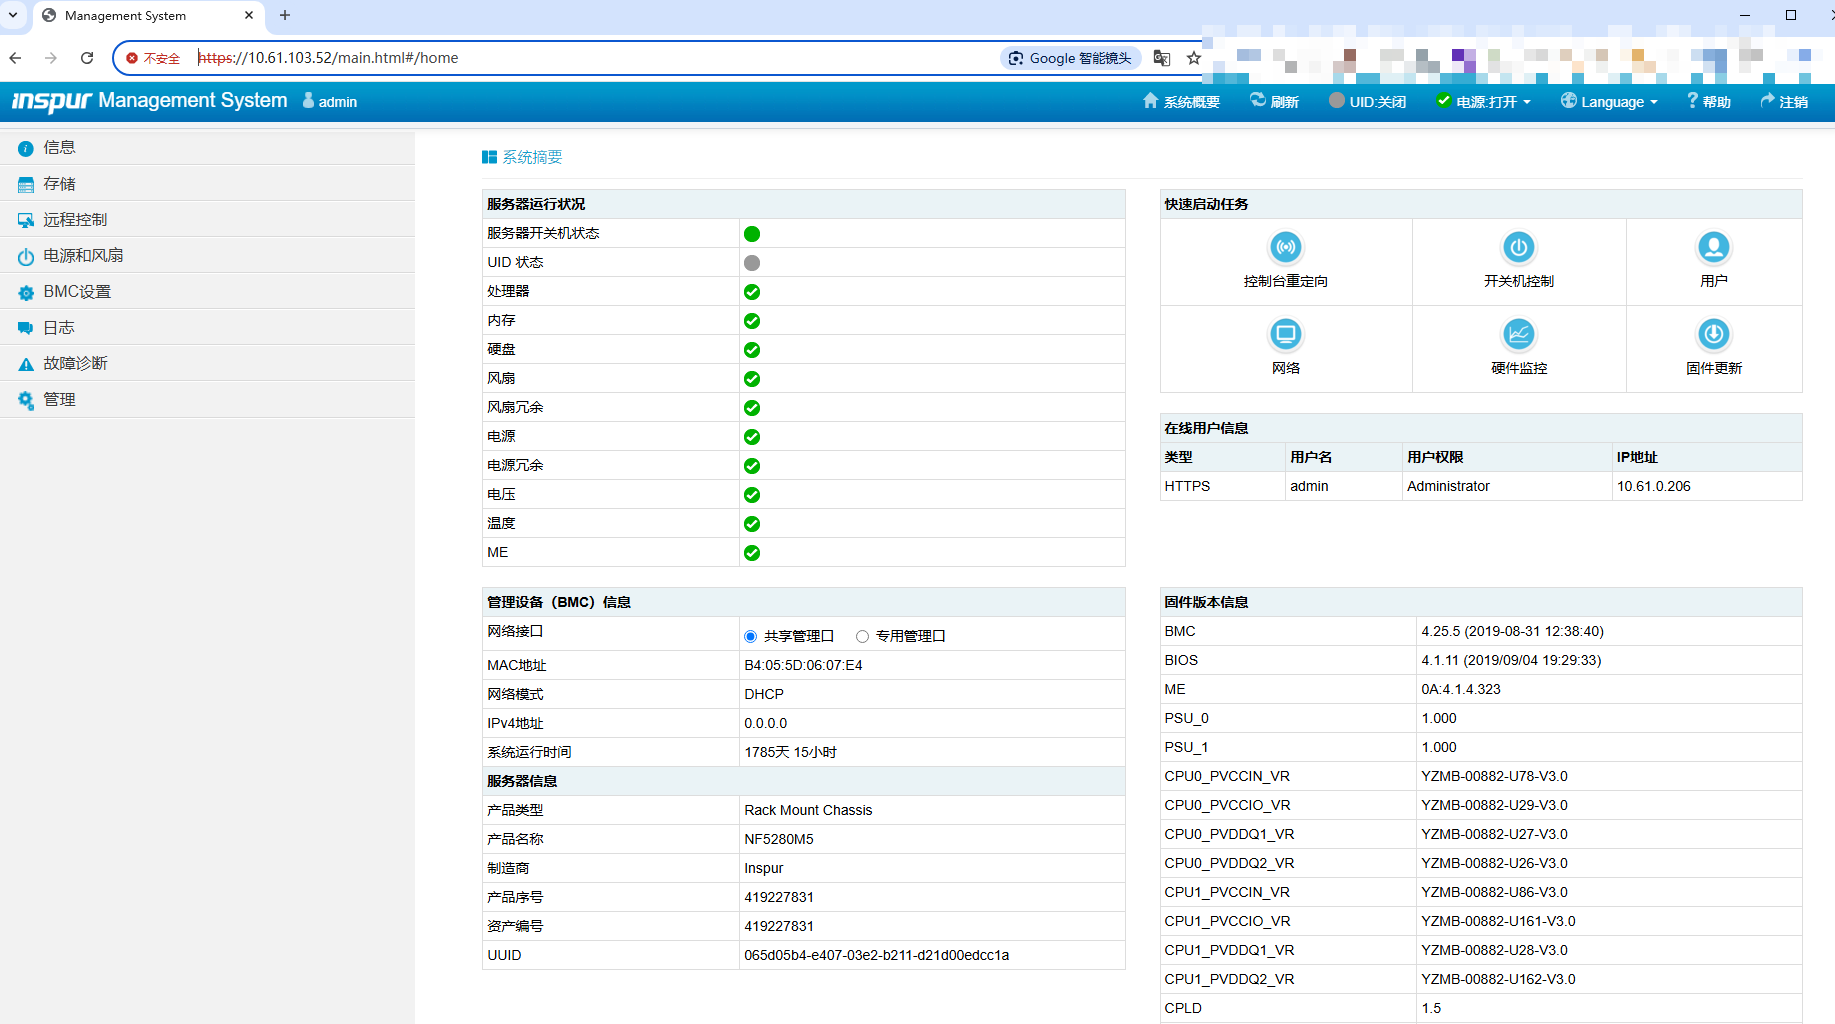 Management System
不安全 https://10.61.103.52/main.html#/home Google 智能镜头
inspur Management System admin 系统概要 刷新 UID:关闭 电源:打开 Language 帮助 注销
信息
存储
远程控制
电源和风扇
BMC设置
日志
故障诊断
管理
系统摘要
服务器运行状况
服务器开关机状态
UID 状态
处理器
内存
硬盘
风扇
风扇冗余
电源
电源冗余
电压
温度
ME
快速启动任务
控制台重定向 开关机控制 用户
网络 硬件监控 固件更新
在线用户信息
类型 用户名 用户权限 IP地址
HTTPS admin Administrator 10.61.0.206
管理设备（BMC）信息
网络接口 共享管理口 专用管理口
MAC地址 B4:05:5D:06:07:E4
网络模式 DHCP
IPv4地址 0.0.0.0
系统运行时间 1785天 15小时
服务器信息
产品类型 Rack Mount Chassis
产品名称 NF5280M5
制造商 Inspur
产品序号 419227831
资产编号 419227831
UUID 065d05b4-e407-03e2-b211-d21d00edcc1a
固件版本信息
BMC 4.25.5 (2019-08-31 12:38:40)
BIOS 4.1.11 (2019/09/04 19:29:33)
ME 0A:4.1.4.323
PSU_0 1.000
PSU_1 1.000
CPU0_PVCCIN_VR YZMB-00882-U78-V3.0
CPU0_PVCCIO_VR YZMB-00882-U29-V3.0
CPU0_PVDDQ1_VR YZMB-00882-U27-V3.0
CPU0_PVDDQ2_VR YZMB-00882-U26-V3.0
CPU1_PVCCIN_VR YZMB-00882-U86-V3.0
CPU1_PVCCIO_VR YZMB-00882-U161-V3.0
CPU1_PVDDQ1_VR YZMB-00882-U28-V3.0
CPU1_PVDDQ2_VR YZMB-00882-U162-V3.0
CPLD 1.5